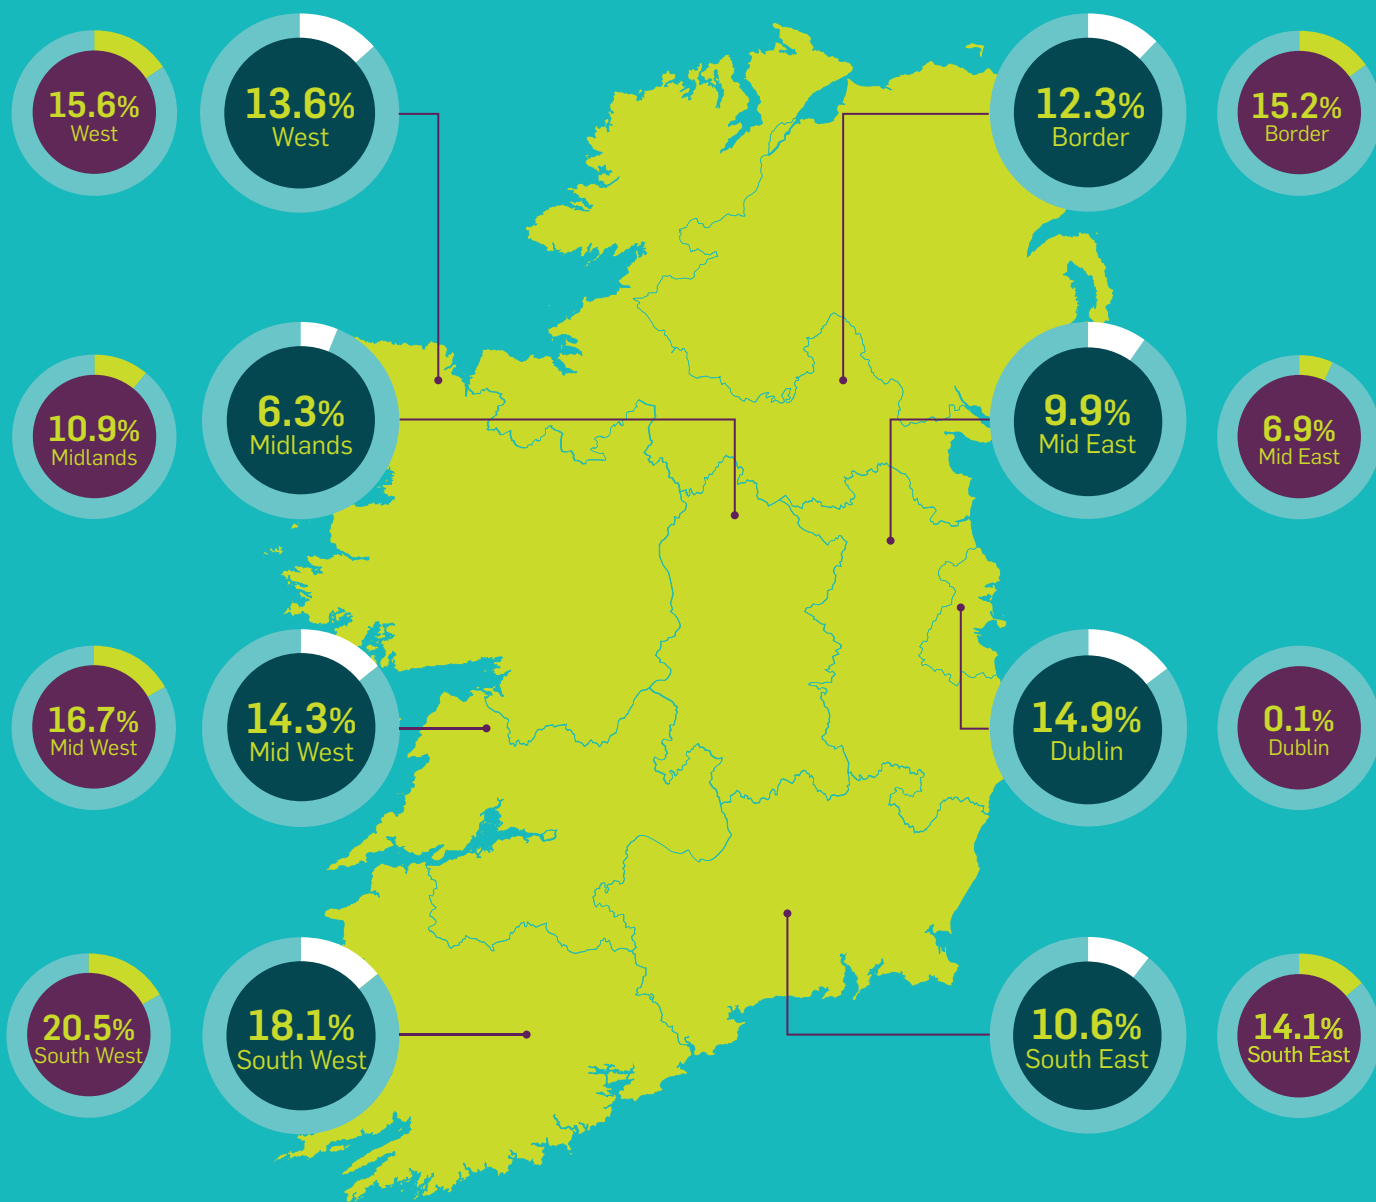 15.6%
West
13.6%
West
12.3%
Border
15.2%
Border
10.9%
Midlands
6.3%
Midlands
9.9%
Mid East
6.9%
Mid East
16.7%
Mid West
14.3%
Mid West
14.9%
Dublin
0.1%
Dublin
20.5%
South West
18.1%
South West
10.6%
South East
14.1%
South East